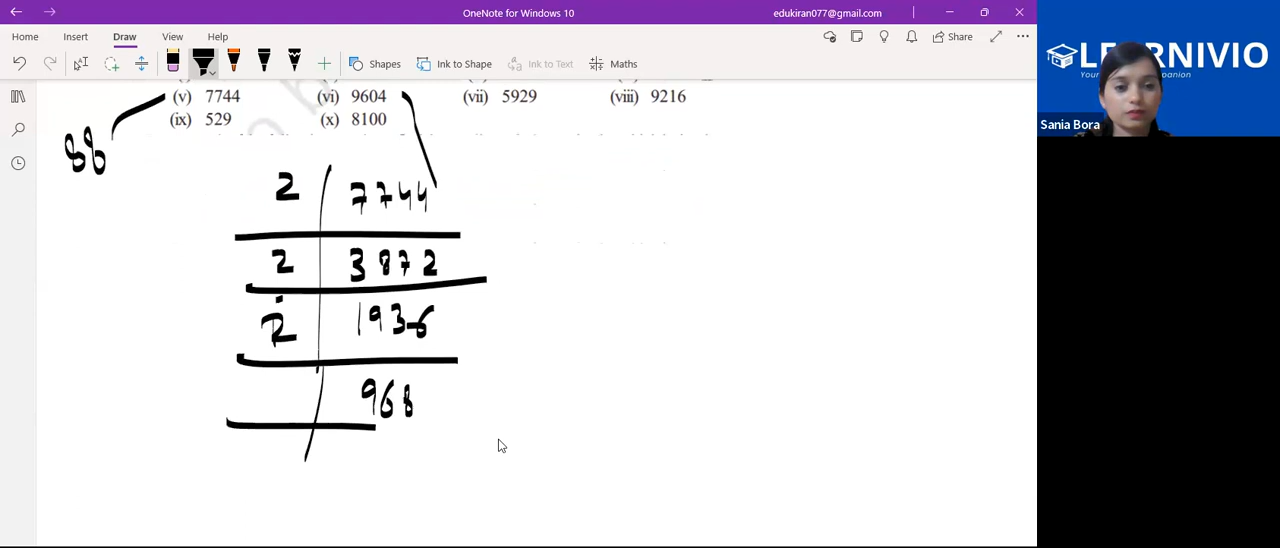 OneNote for Windows 10
edukiran077@gmail.com
Home Insert Draw View Help
Shapes Ink to Shape Ink to Text Maths Share
LEARNIVIO
Sania Bora
(v) 7744 (vi) 9604 (vii) 5929 (viii) 9216
(ix) 529 (x) 8100
88
2 7744
2 3872
2 1936
968